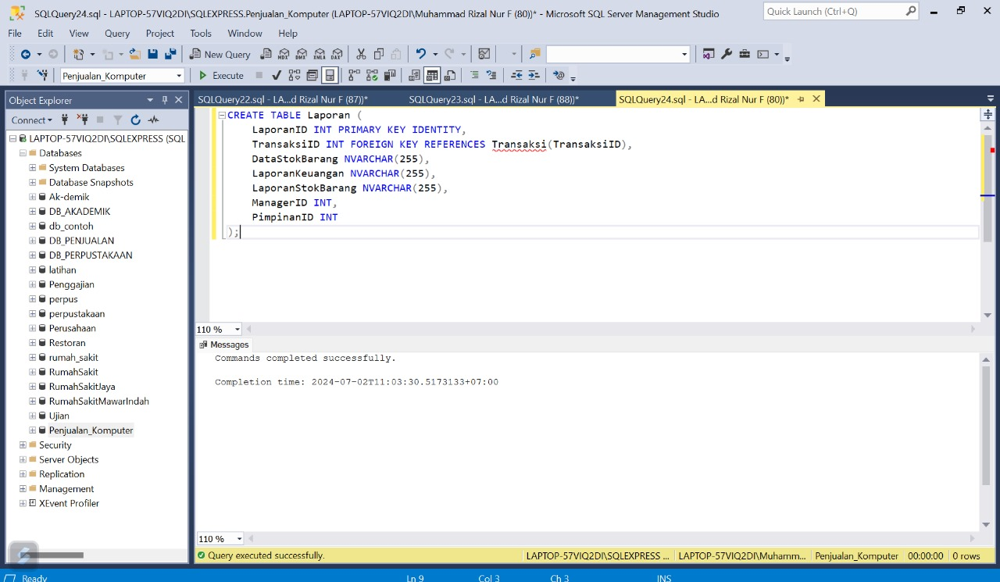 SQLQuery24.sql - LAPTOP-57VIQ2DI\SQLEXPRESS.Penjualan_Komputer (LAPTOP-57VIQ2DI\Muhammad Rizal Nur F (80))* - Microsoft SQL Server Management Studio
Quick Launch (Ctrl+Q)
File Edit View Query Project Tools Window Help
New Query
MDX DMX XMLA DAX
Penjualan_Komputer
Execute
Object Explorer
SQLQuery22.sql - LA...d Rizal Nur F (87))*
SQLQuery23.sql - LA...d Rizal Nur F (88))*
SQLQuery24.sql - LA...d Rizal Nur F (80))*
Connect
LAPTOP-57VIQ2DI\SQLEXPRESS (SQL
Databases
System Databases
Database Snapshots
Ak-demik
DB_AKADEMIK
db_contoh
DB_PENJUALAN
DB_PERPUSTAKAAN
latihan
Penggajian
perpus
perpustakaan
Perusahaan
Restoran
rumah_sakit
RumahSakit
RumahSakitJaya
RumahSakitMawarIndah
Ujian
Penjualan_Komputer
Security
Server Objects
Replication
Management
XEvent Profiler
CREATE TABLE Laporan (
LaporanID INT PRIMARY KEY IDENTITY,
TransaksiID INT FOREIGN KEY REFERENCES Transaksi(TransaksiID),
DataStokBarang NVARCHAR(255),
LaporanKeuangan NVARCHAR(255),
LaporanStokBarang NVARCHAR(255),
ManagerID INT,
PimpinanID INT
);
110 %
Messages
Commands completed successfully.
Completion time: 2024-07-02T11:03:30.5173133+07:00
110 %
Query executed successfully.
LAPTOP-57VIQ2DI\SQLEXPRESS ...
LAPTOP-57VIQ2DI\Muhamm...
Penjualan_Komputer
00:00:00
0 rows
Ready
Ln 9
Col 3
Ch 3
INS